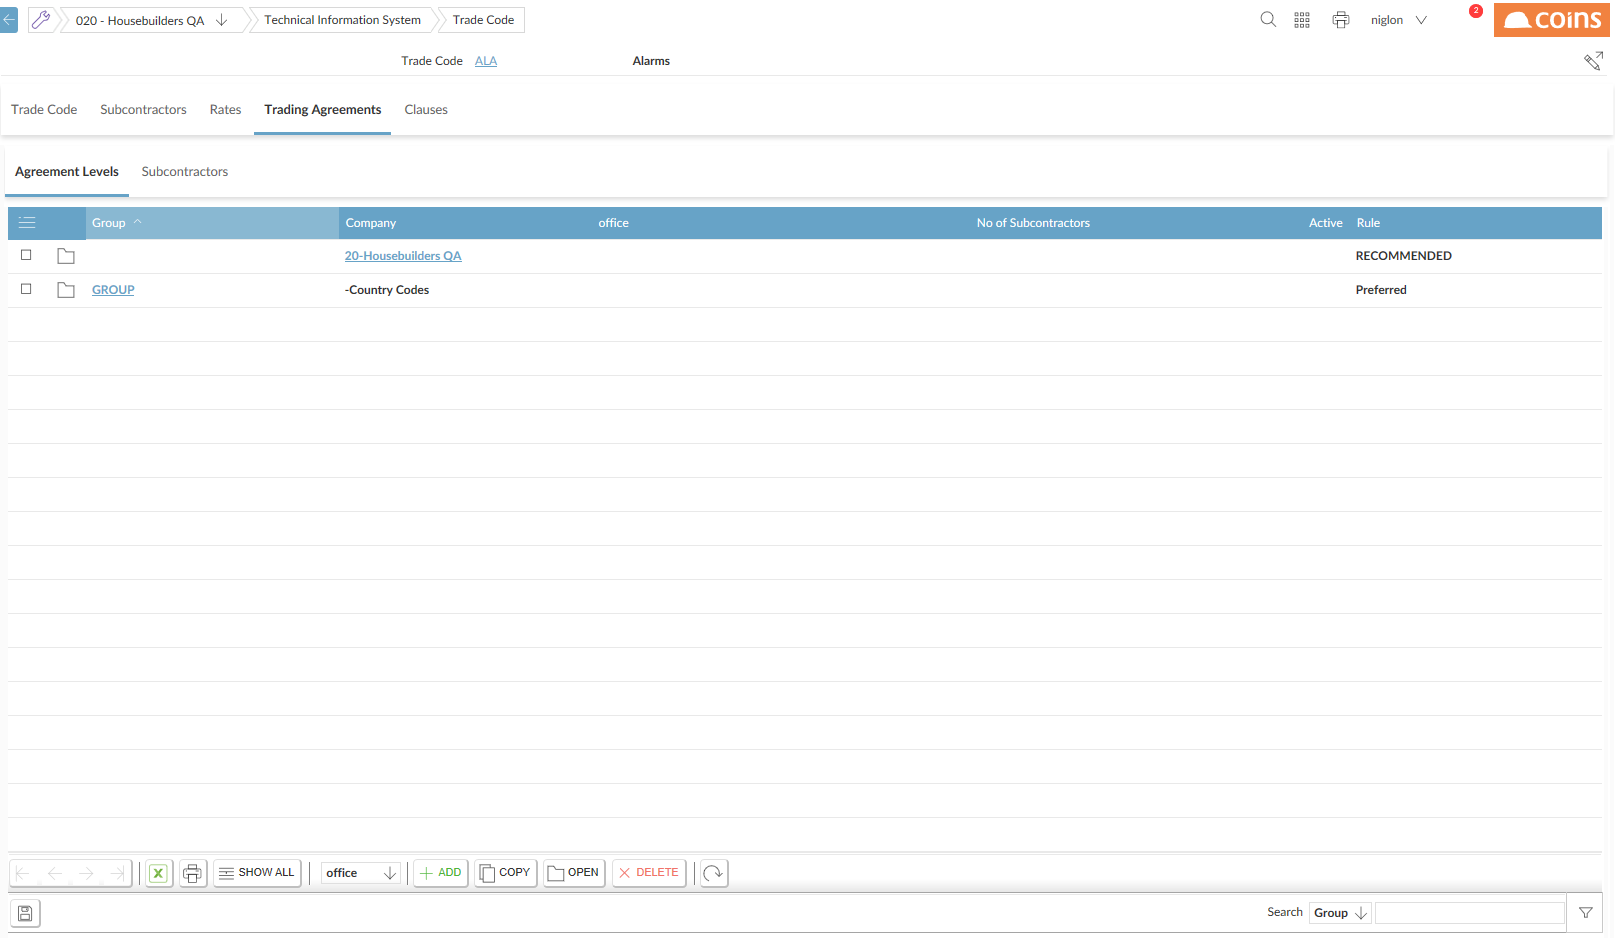 020 - Housebuilders QA Technical Information System Trade Code niglon 2 coins
Trade Code ALA Alarms
Trade Code Subcontractors Rates Trading Agreements Clauses
Agreement Levels Subcontractors
Group Company office No of Subcontractors Active Rule
20-Housebuilders QA RECOMMENDED
GROUP -Country Codes Preferred
X SHOW ALL office ADD COPY OPEN DELETE
Search Group